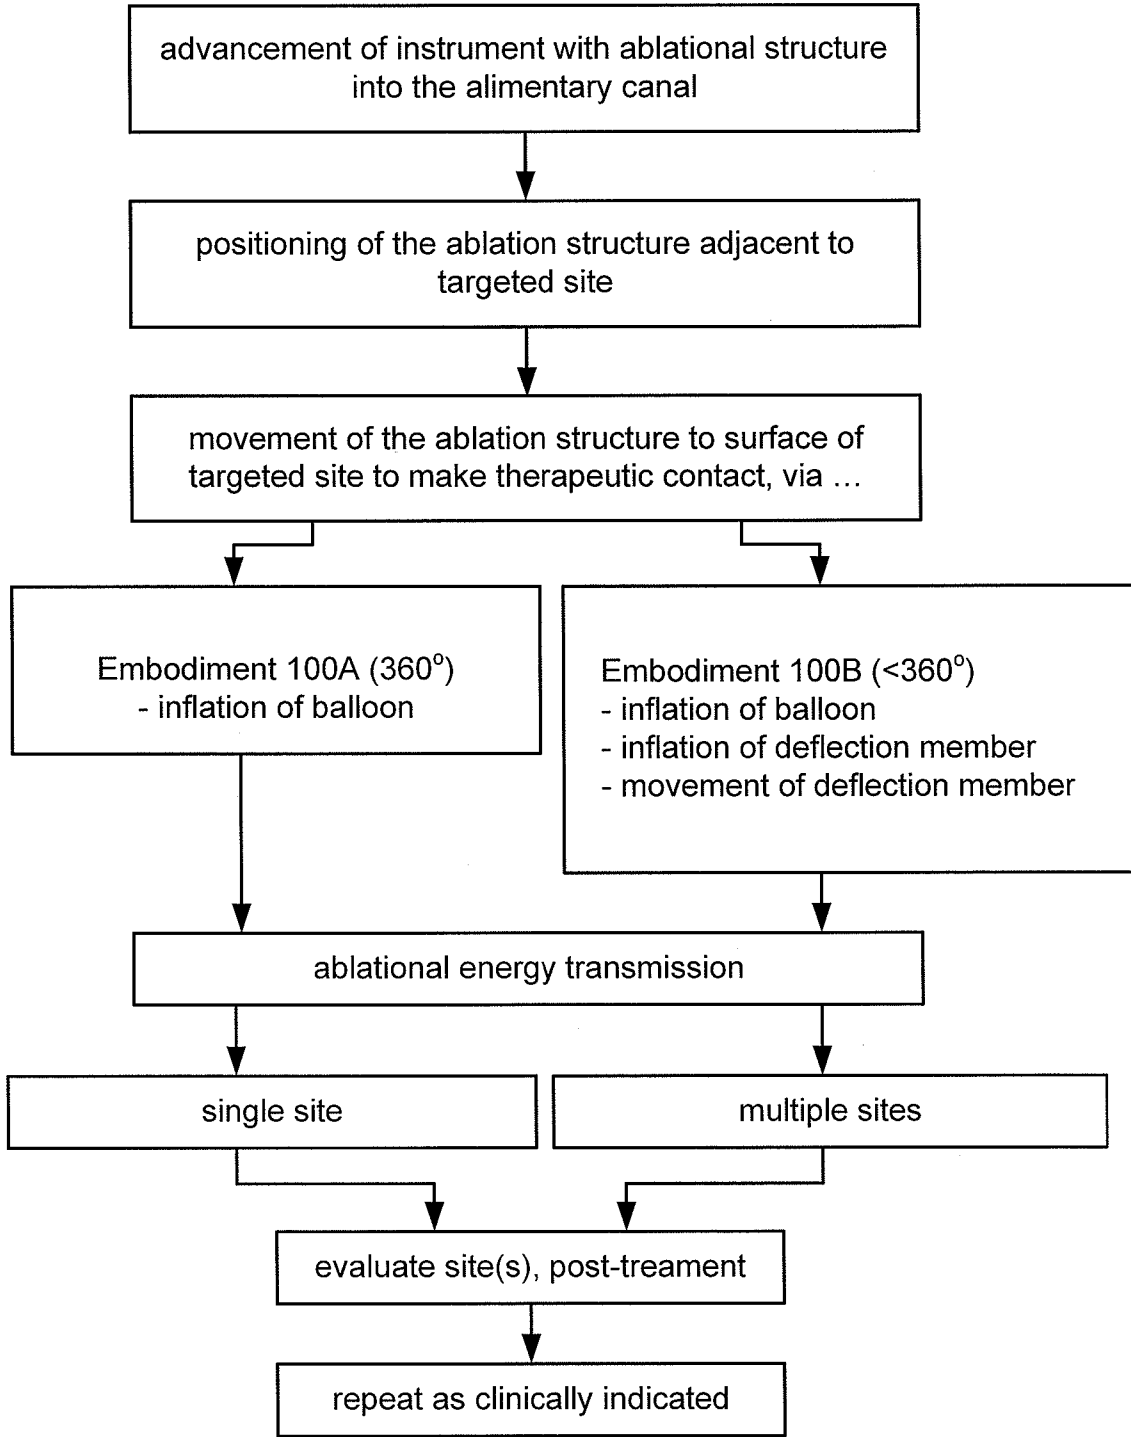 advancement of instrument with ablational structure
into the alimentary canal
positioning of the ablation structure adjacent to
targeted site
movement of the ablation structure to surface of
targeted site to make therapeutic contact, via ...
Embodiment 100A (360°)
- inflation of balloon
Embodiment 100B (<360°)
- inflation of balloon
- inflation of deflection member
- movement of deflection member
ablational energy transmission
single site
multiple sites
evaluate site(s), post-treament
repeat as clinically indicated